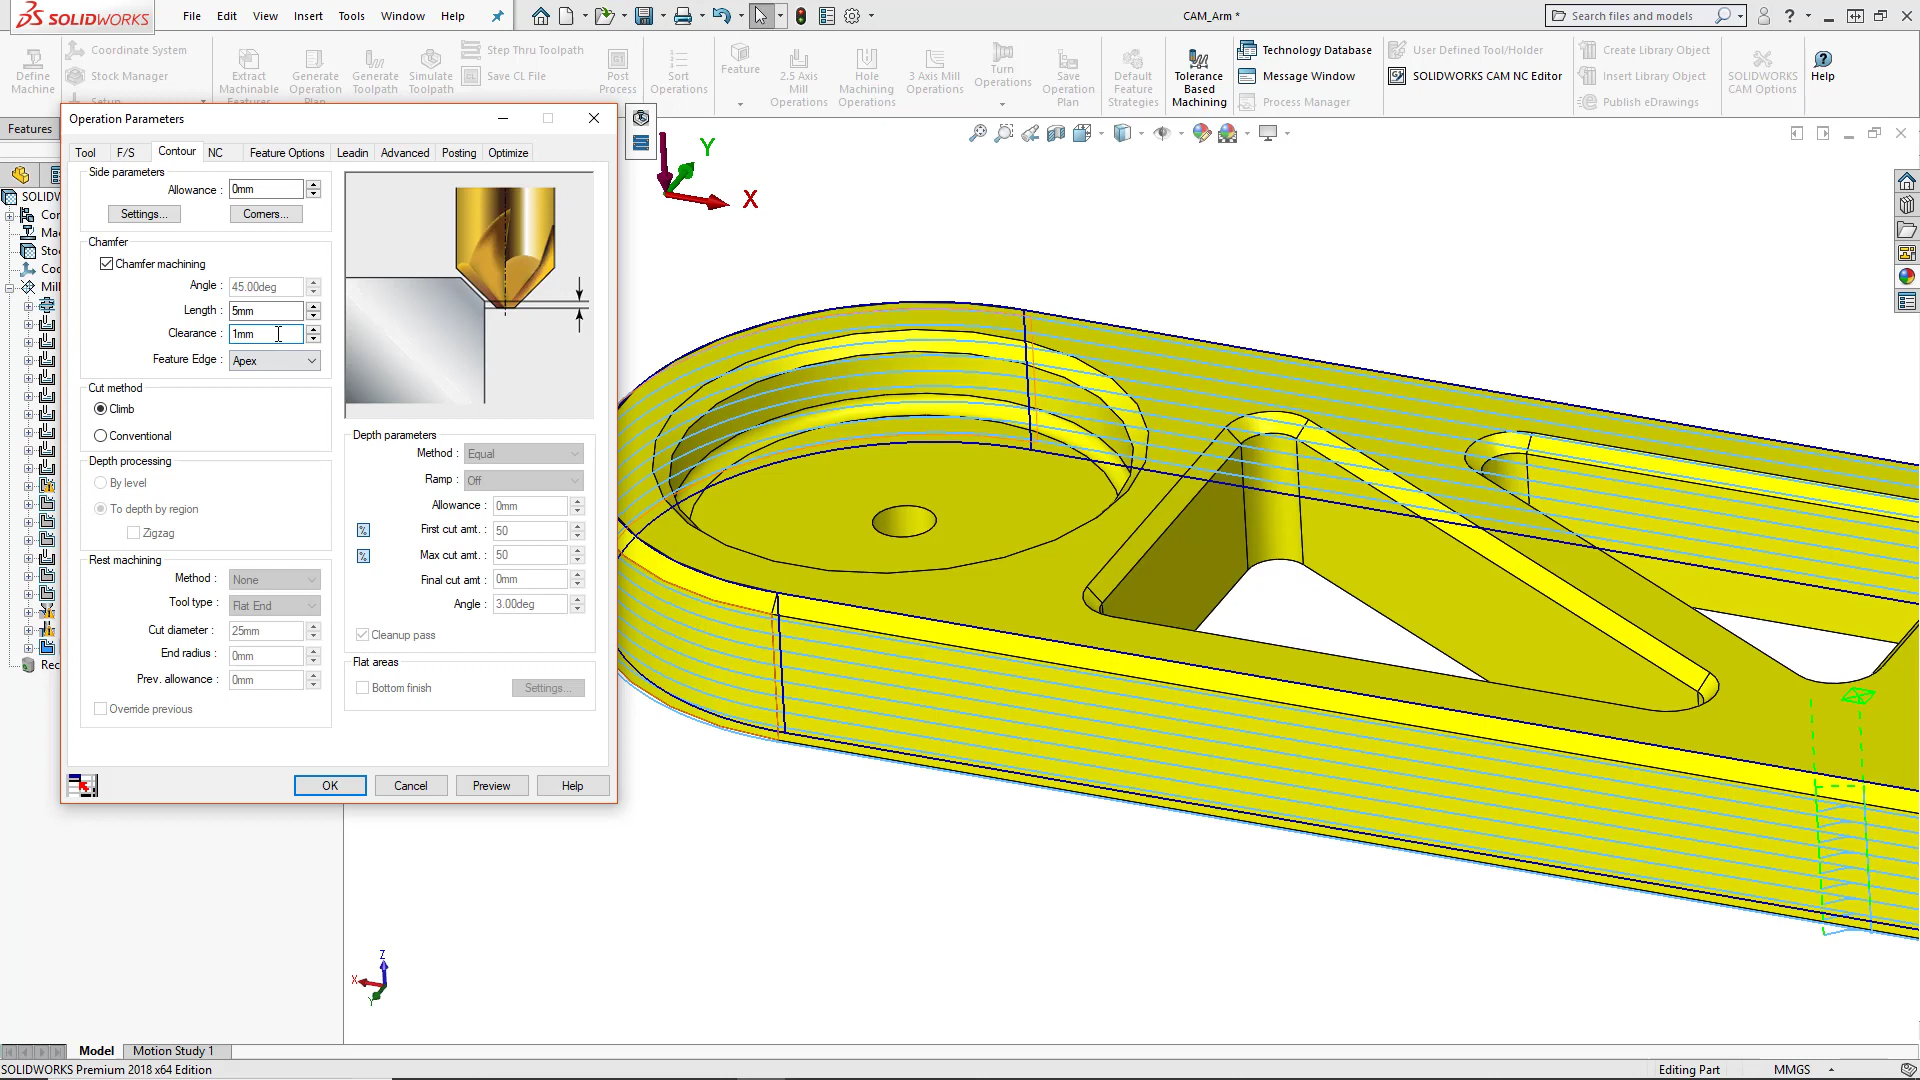 SOLIDWORKS
File Edit View Insert Tools Window Help
CAM_Arm *
Search files and models
Define Machine
Coordinate System
Stock Manager
Setup
Extract Machinable Features
Generate Operation Plan
Generate Toolpath
Simulate Toolpath
Step Thru Toolpath
Save CL File
Post Process
Sort Operations
Feature
2.5 Axis Mill Operations
Hole Machining Operations
3 Axis Mill Operations
Turn Operations
Save Operation Plan
Default Feature Strategies
Tolerance Based Machining
Technology Database
Message Window
Process Manager
User Defined Tool/Holder
SOLIDWORKS CAM NC Editor
Create Library Object
Insert Library Object
Publish eDrawings
SOLIDWORKS CAM Options
Help
Features
SOLIDW
Cor
Mac
Sto
Coo
Mill
Rec
Operation Parameters
Tool F/S Contour NC Feature Options Leadin Advanced Posting Optimize
Side parameters
Allowance : 0mm
Settings... Corners...
Chamfer
Chamfer machining
Angle : 45.00deg
Length : 5mm
Clearance : 1mm
Feature Edge : Apex
Cut method
Climb
Conventional
Depth processing
By level
To depth by region
Zigzag
Rest machining
Method : None
Tool type : Flat End
Cut diameter : 25mm
End radius : 0mm
Prev. allowance : 0mm
Override previous
Depth parameters
Method : Equal
Ramp : Off
Allowance : 0mm
% First cut amt. : 50
% Max cut amt. : 50
Final cut amt : 0mm
Angle : 3.00deg
Cleanup pass
Flat areas
Bottom finish Settings...
OK Cancel Preview Help
Y
X
Z
X
Y
Model Motion Study 1
SOLIDWORKS Premium 2018 x64 Edition
Editing Part
MMGS